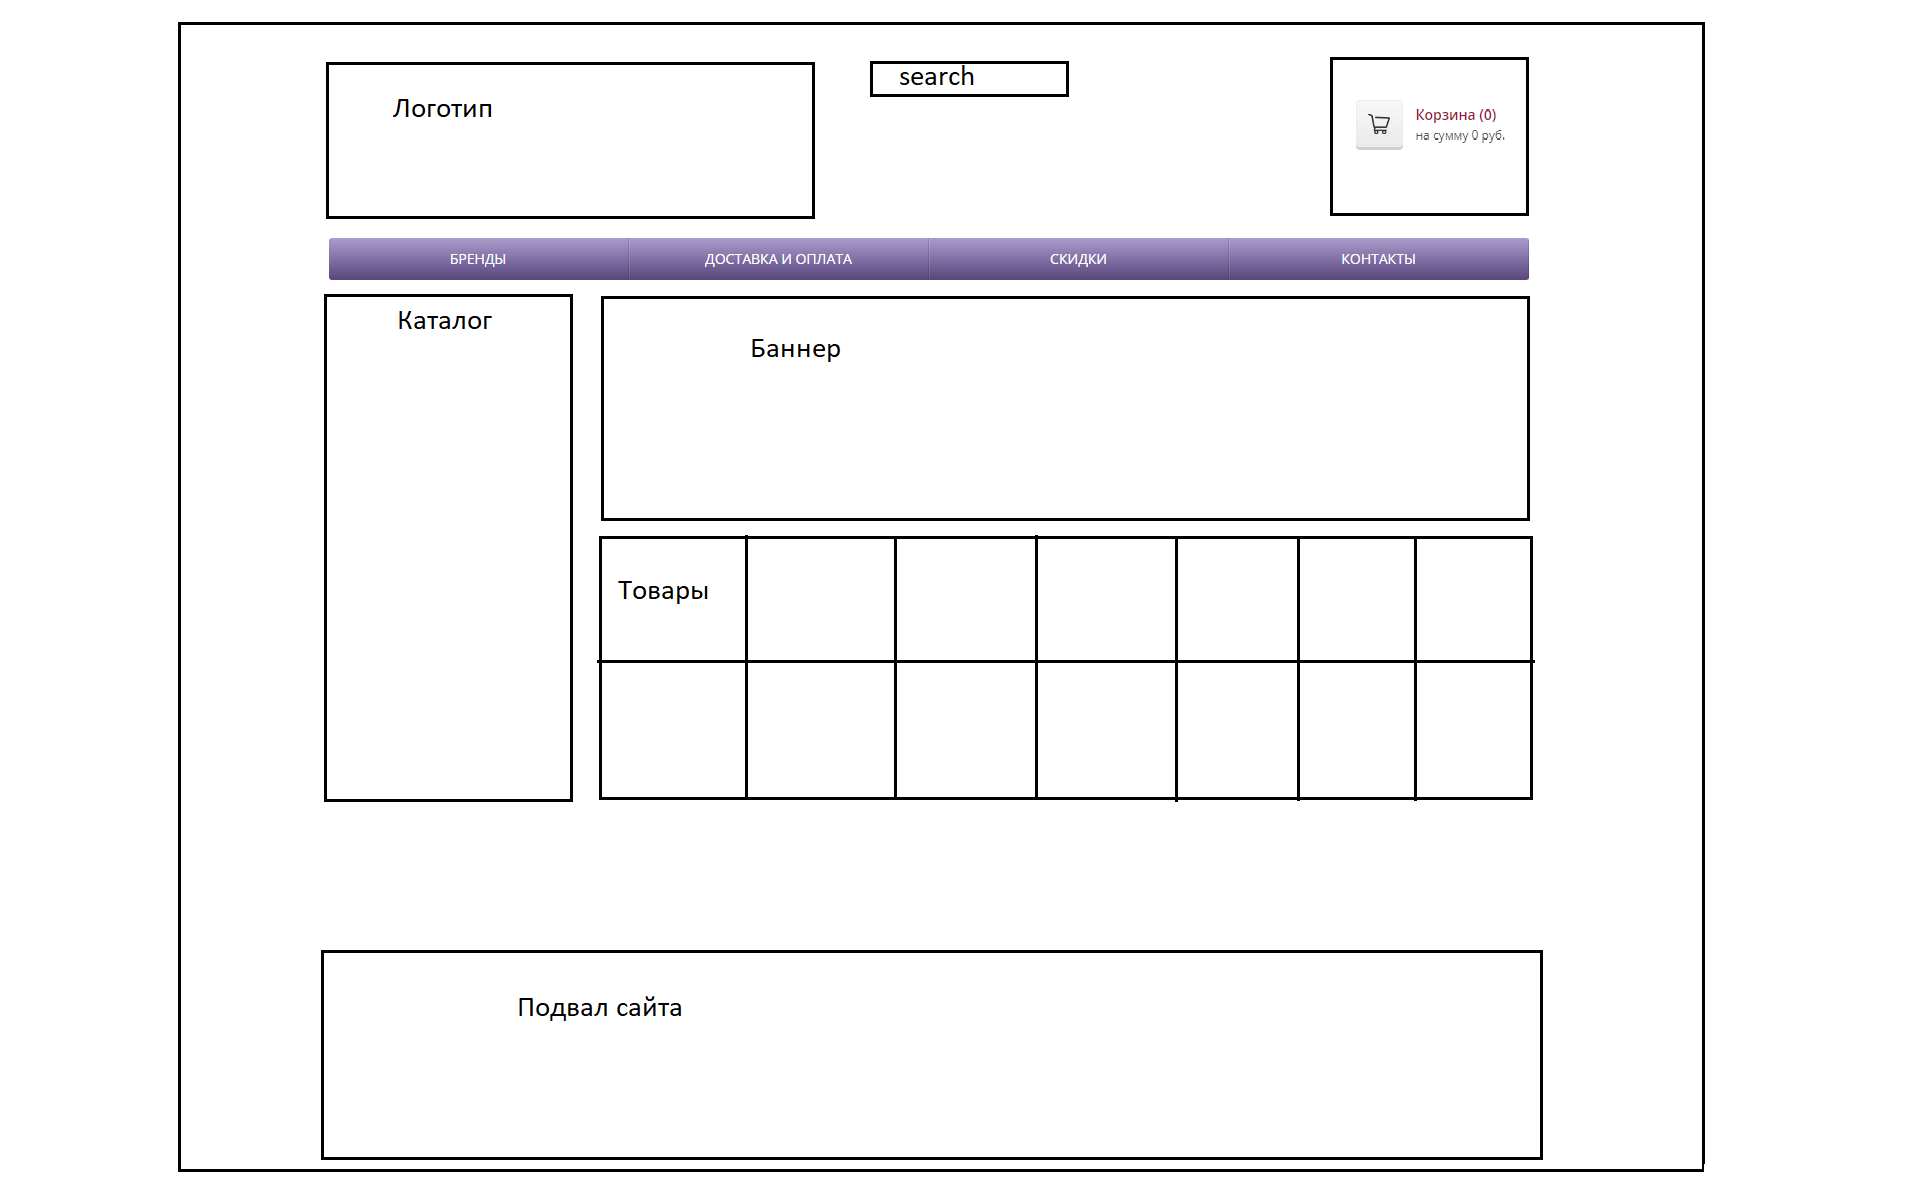 Логотип
search
Корзина (0)
на сумму 0 руб.
БРЕНДЫ
ДОСТАВКА И ОПЛАТА
СКИДКИ
КОНТАКТЫ
Каталог
Баннер
Товары
Подвал сайта